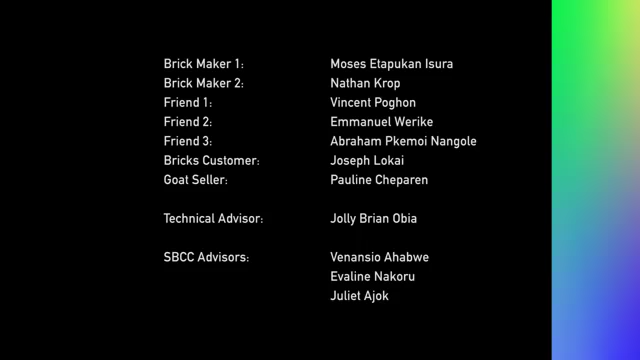 Brick Maker 1: Moses Etapukan Isura
Brick Maker 2: Nathan Krop
Friend 1: Vincent Poghon
Friend 2: Emmanuel Werike
Friend 3: Abraham Pkemoi Nangole
Bricks Customer: Joseph Lokai
Goat Seller: Pauline Cheparen
Technical Advisor: Jolly Brian Obia
SBCC Advisors: Venansio Ahabwe
Evaline Nakoru
Juliet Ajok